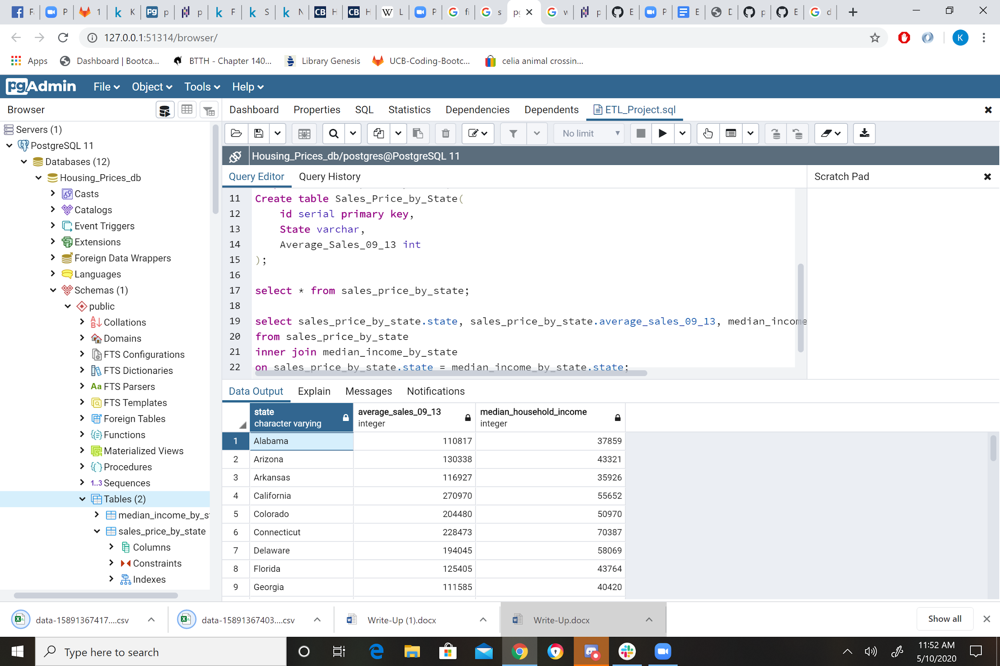 F P 1 K pg p p F S N CB H CB H W L P fi s pg w p E P E D p E d
127.0.0.1:51314/browser/ K
Apps Dashboard | Bootca... BTTH - Chapter 140... Library Genesis UCB-Coding-Bootc... celia animal crossin...
pgAdmin File Object Tools Help
Browser Dashboard Properties SQL Statistics Dependencies Dependents ETL_Project.sql
No limit
Servers (1)
PostgreSQL 11
Databases (12)
Housing_Prices_db
Casts
Catalogs
Event Triggers
Extensions
Foreign Data Wrappers
Languages
Schemas (1)
public
Collations
Domains
FTS Configurations
FTS Dictionaries
Aa FTS Parsers
FTS Templates
Foreign Tables
Functions
Materialized Views
Procedures
1..3 Sequences
Tables (2)
median_income_by_s
sales_price_by_state
Columns
Constraints
Indexes
Housing_Prices_db/postgres@PostgreSQL 11
Query Editor Query History Scratch Pad
11 Create table Sales_Price_by_State(
12 id serial primary key,
13 State varchar,
14 Average_Sales_09_13 int
15 );
16
17 select * from sales_price_by_state;
18
19 select sales_price_by_state.state, sales_price_by_state.average_sales_09_13, median_income
20 from sales_price_by_state
21 inner join median_income_by_state
22 on sales_price_by_state.state = median_income_by_state.state;
Data Output Explain Messages Notifications
state average_sales_09_13 median_household_income
character varying integer integer
1 Alabama 110817 37859
2 Arizona 130338 43321
3 Arkansas 116927 35926
4 California 270970 55652
5 Colorado 204480 50970
6 Connecticut 228473 70387
7 Delaware 194045 58069
8 Florida 125405 43764
9 Georgia 111585 40420
data-15891367417....csv data-15891367403....csv Write-Up (1).docx Write-Up.docx Show all
Type here to search
11:52 AM
5/10/2020